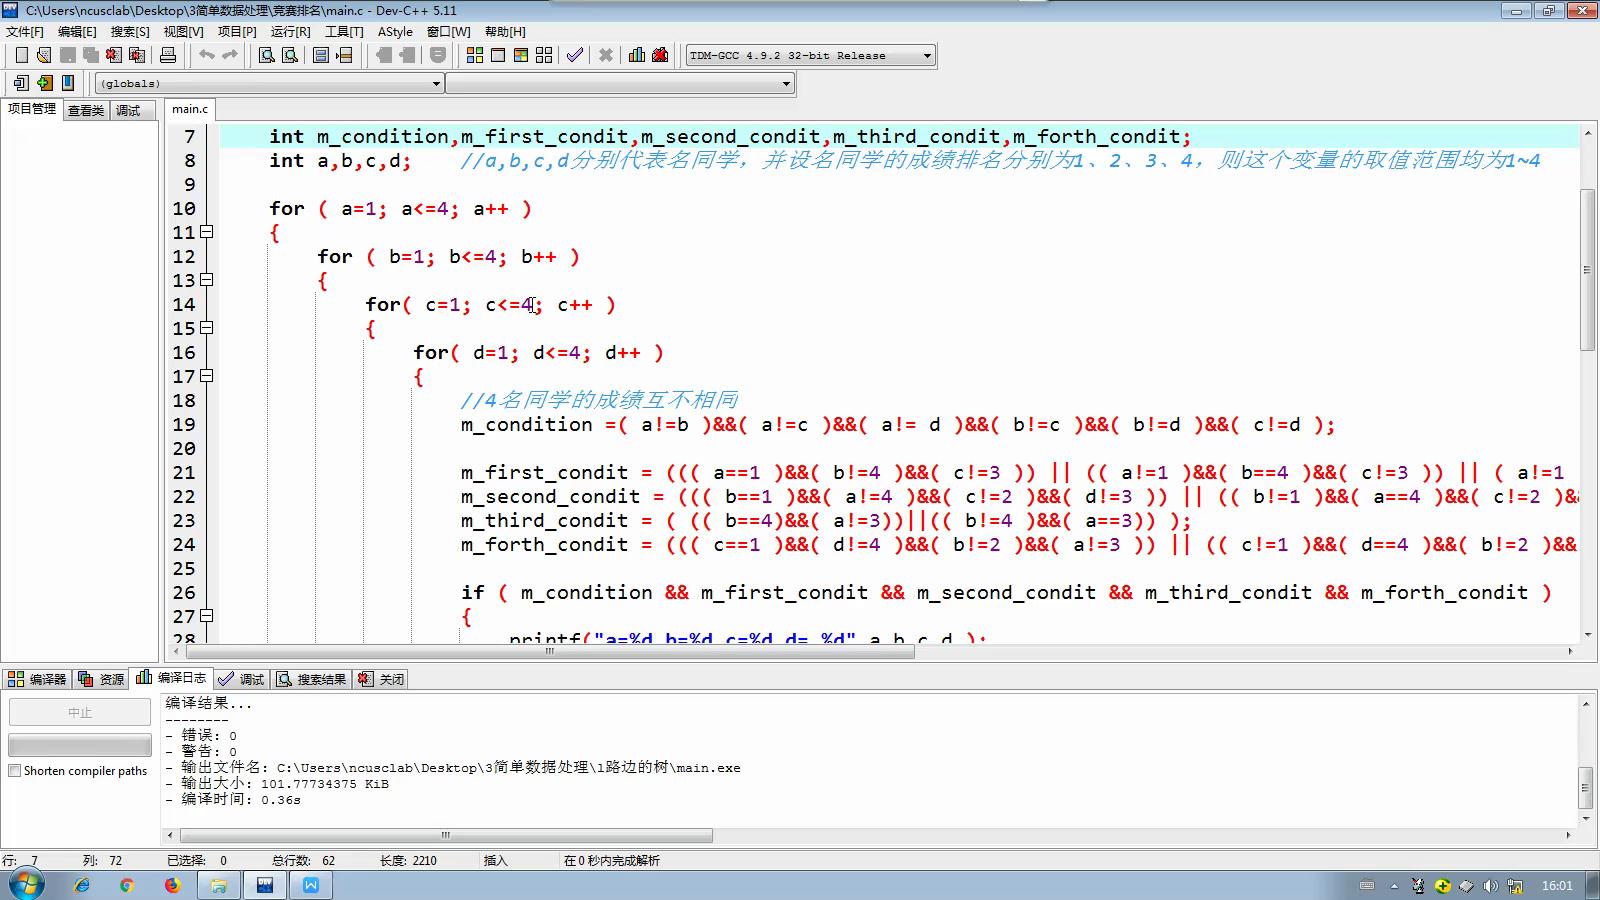 C:\Users\ncusclab\Desktop\3简单数据处理\竞赛排名\main.c - Dev-C++ 5.11
文件[F] 编辑[E] 搜索[S] 视图[V] 项目[P] 运行[R] 工具[T] AStyle 窗口[W] 帮助[H]
TDM-GCC 4.9.2 32-bit Release
(globals)
项目管理 查看类 调试 main.c
7 int m_condition,m_first_condit,m_second_condit,m_third_condit,m_forth_condit;
8 int a,b,c,d; //a,b,c,d分别代表名同学，并设名同学的成绩排名分别为1、2、3、4，则这个变量的取值范围均为1~4
9
10 for ( a=1; a<=4; a++ )
11 {
12 for ( b=1; b<=4; b++ )
13 {
14 for( c=1; c<=4; c++ )
15 {
16 for( d=1; d<=4; d++ )
17 {
18 //4名同学的成绩互不相同
19 m_condition =( a!=b )&&( a!=c )&&( a!= d )&&( b!=c )&&( b!=d )&&( c!=d );
20
21 m_first_condit = ((( a==1 )&&( b!=4 )&&( c!=3 )) || (( a!=1 )&&( b==4 )&&( c!=3 )) || ( a!=1
22 m_second_condit = ((( b==1 )&&( a!=4 )&&( c!=2 )&&( d!=3 )) || (( b!=1 )&&( a==4 )&&( c!=2 )&
23 m_third_condit = ( (( b==4)&&( a!=3))||(( b!=4 )&&( a==3)) );
24 m_forth_condit = ((( c==1 )&&( d!=4 )&&( b!=2 )&&( a!=3 )) || (( c!=1 )&&( d==4 )&&( b!=2 )&&
25
26 if ( m_condition && m_first_condit && m_second_condit && m_third_condit && m_forth_condit )
27 {
28 printf("a=%d,b=%d,c=%d,d= %d",a,b,c,d );
编译器 资源 编译日志 调试 搜索结果 关闭
中止
Shorten compiler paths
编译结果...
--------
- 错误: 0
- 警告: 0
- 输出文件名: C:\Users\ncusclab\Desktop\3简单数据处理\1路边的树\main.exe
- 输出大小: 101.77734375 KiB
- 编译时间: 0.36s
行: 7 列: 72 已选择: 0 总行数: 62 长度: 2210 插入 在 0 秒内完成解析
16:01